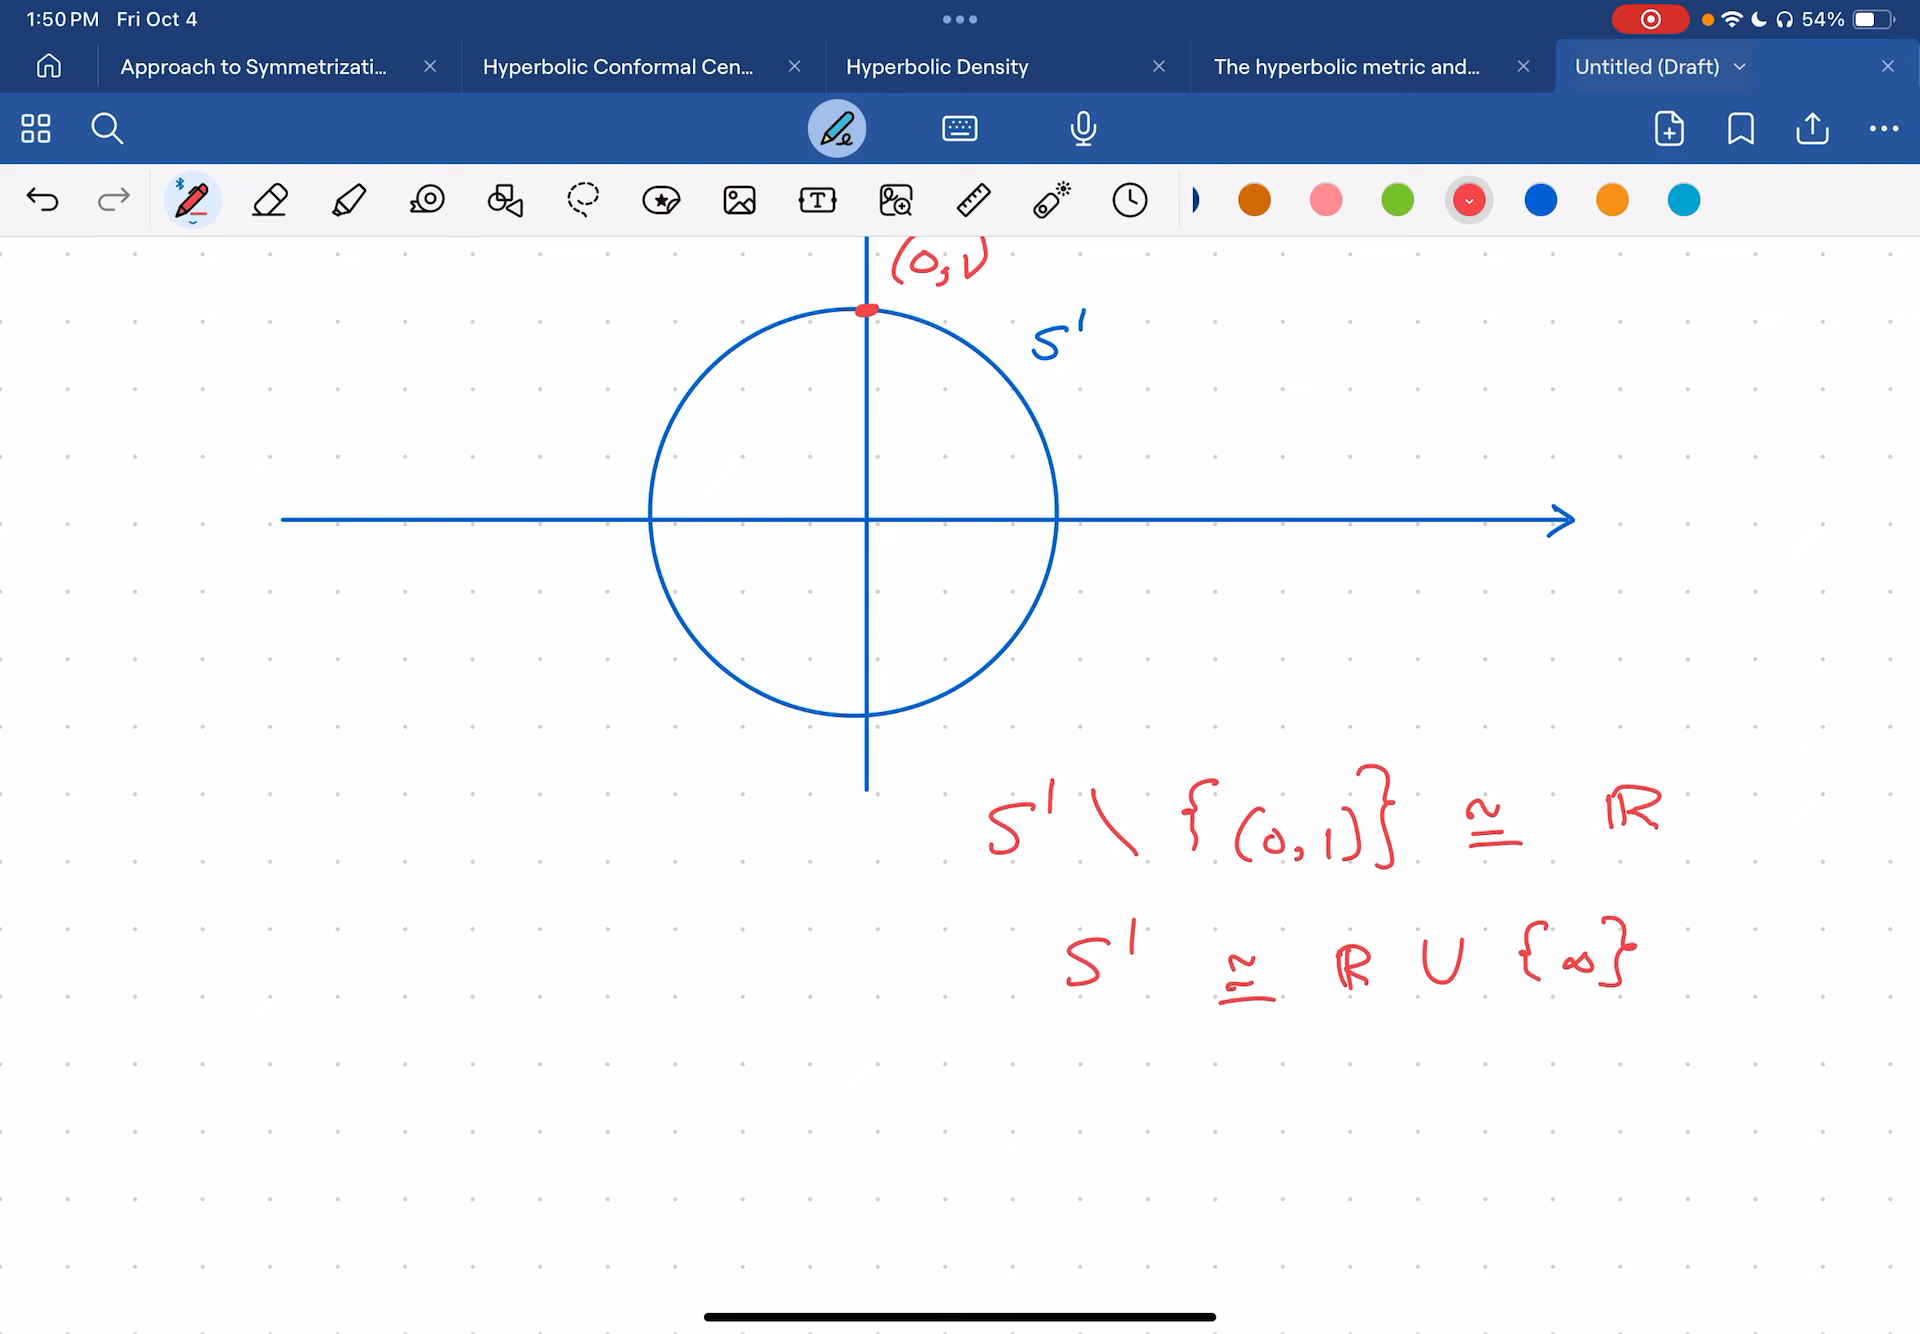 1:50 PM Fri Oct 4 54%
Approach to Symmetrizati... Hyperbolic Conformal Cen... Hyperbolic Density The hyperbolic metric and... Untitled (Draft)
(0,1)
S¹
S¹ \ {(0,1)} ≅ ℝ
S¹ ≅ ℝ ∪ {∞}